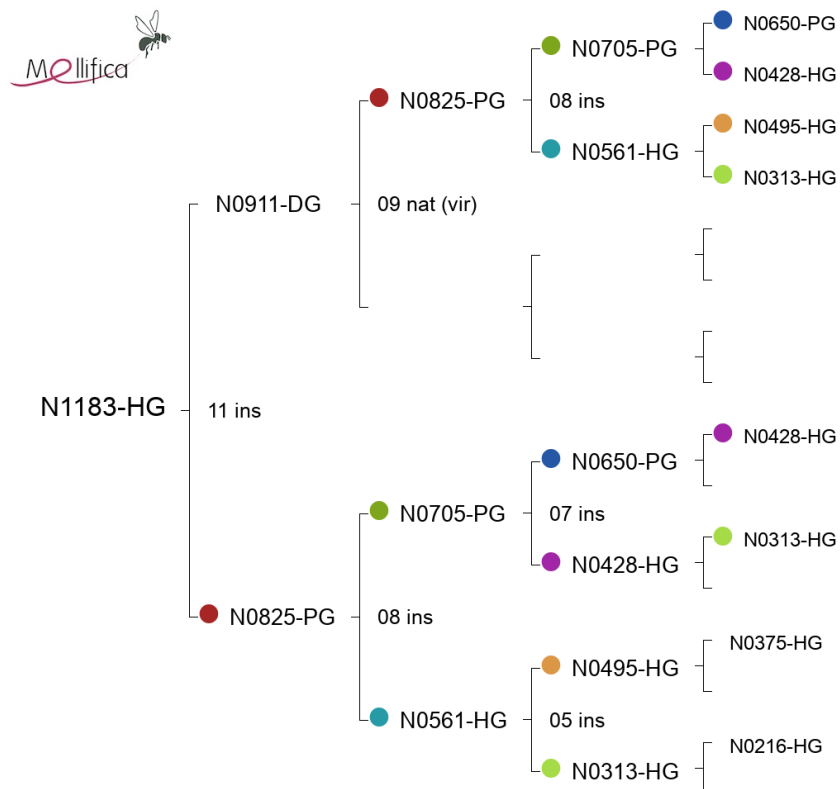 Mellifica
N0650-PG
N0705-PG
N0428-HG
N0825-PG
08 ins
N0495-HG
N0561-HG
N0313-HG
N0911-DG
09 nat (vir)
N1183-HG
11 ins
N0428-HG
N0650-PG
N0705-PG
07 ins
N0313-HG
N0428-HG
N0825-PG
08 ins
N0375-HG
N0495-HG
N0561-HG
05 ins
N0216-HG
N0313-HG